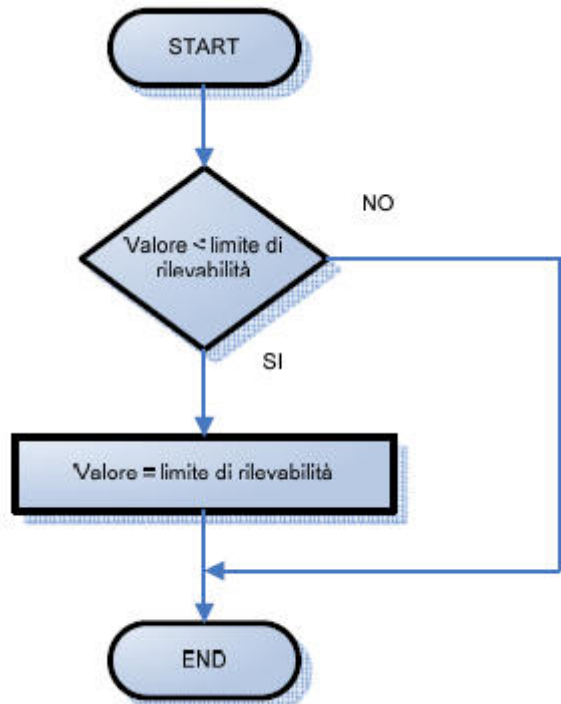 START
NO
Valore < limite di
rilevabilità
SI
Valore = limite di rilevabilità
END